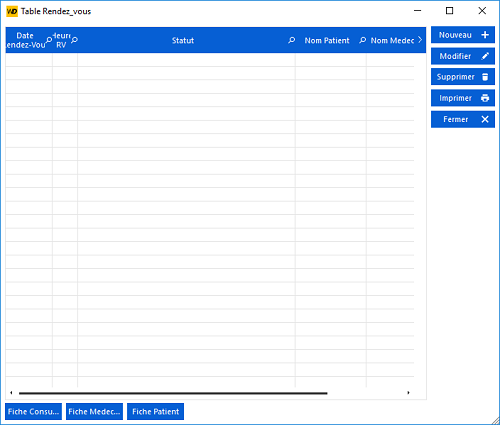 WD Table Rendez_vous
Date
Rendez-Vou
Heure
RV
Statut
Nom Patient
Nom Medec
Nouveau
Modifier
Supprimer
Imprimer
Fermer
Fiche Consu...
Fiche Medec...
Fiche Patient